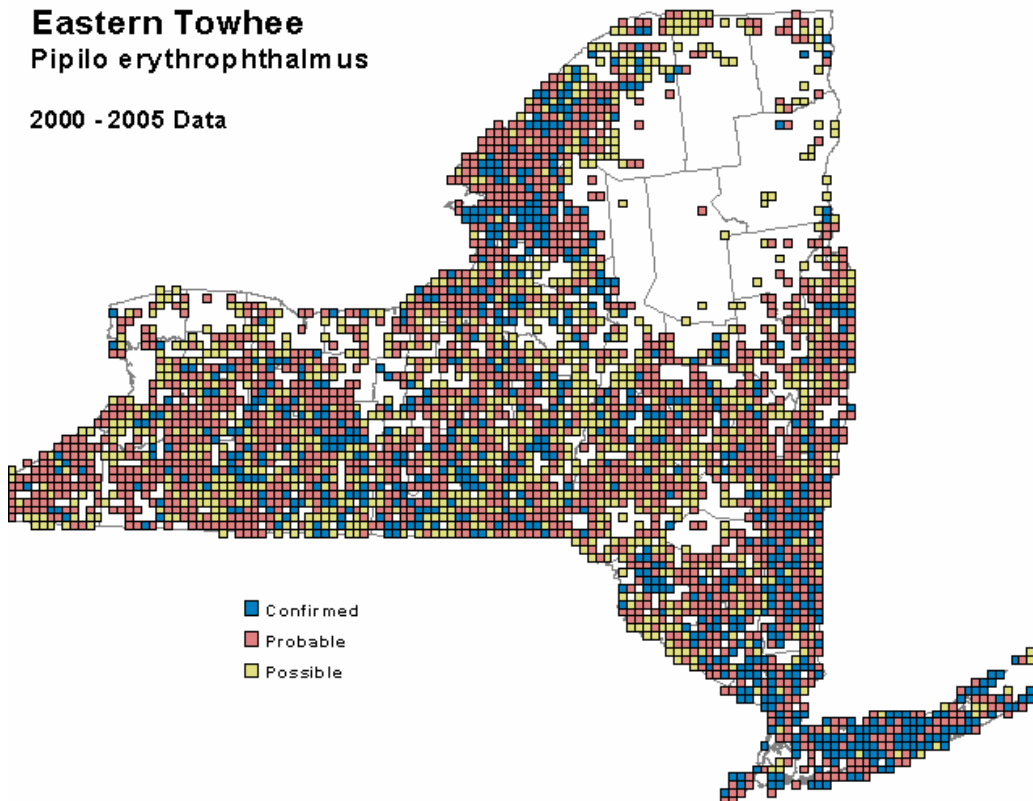 Eastern Towhee
Pipilo erythrophthalmus
2000 - 2005 Data
Confirmed
Probable
Possible